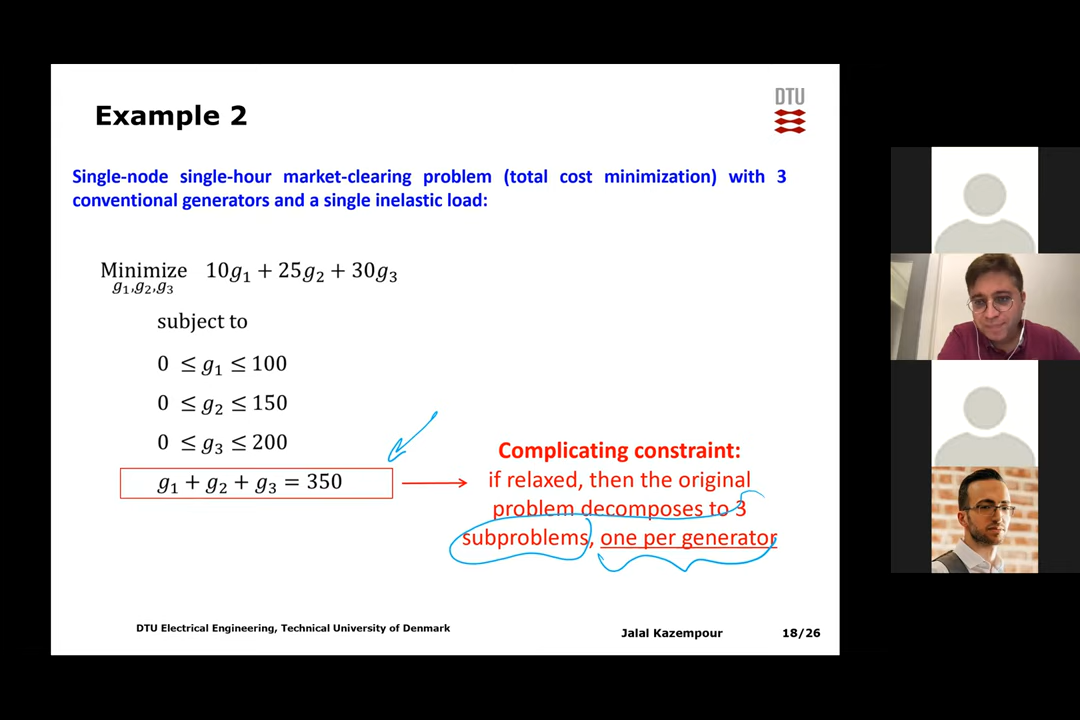 Example 2
DTU
Single-node single-hour market-clearing problem (total cost minimization) with 3
conventional generators and a single inelastic load:
Minimize 10g₁ + 25g₂ + 30g₃
g₁,g₂,g₃
subject to
0 ≤ g₁ ≤ 100
0 ≤ g₂ ≤ 150
0 ≤ g₃ ≤ 200
g₁ + g₂ + g₃ = 350
Complicating constraint:
if relaxed, then the original
problem decomposes to 3
subproblems, one per generator
DTU Electrical Engineering, Technical University of Denmark
Jalal Kazempour
18/26